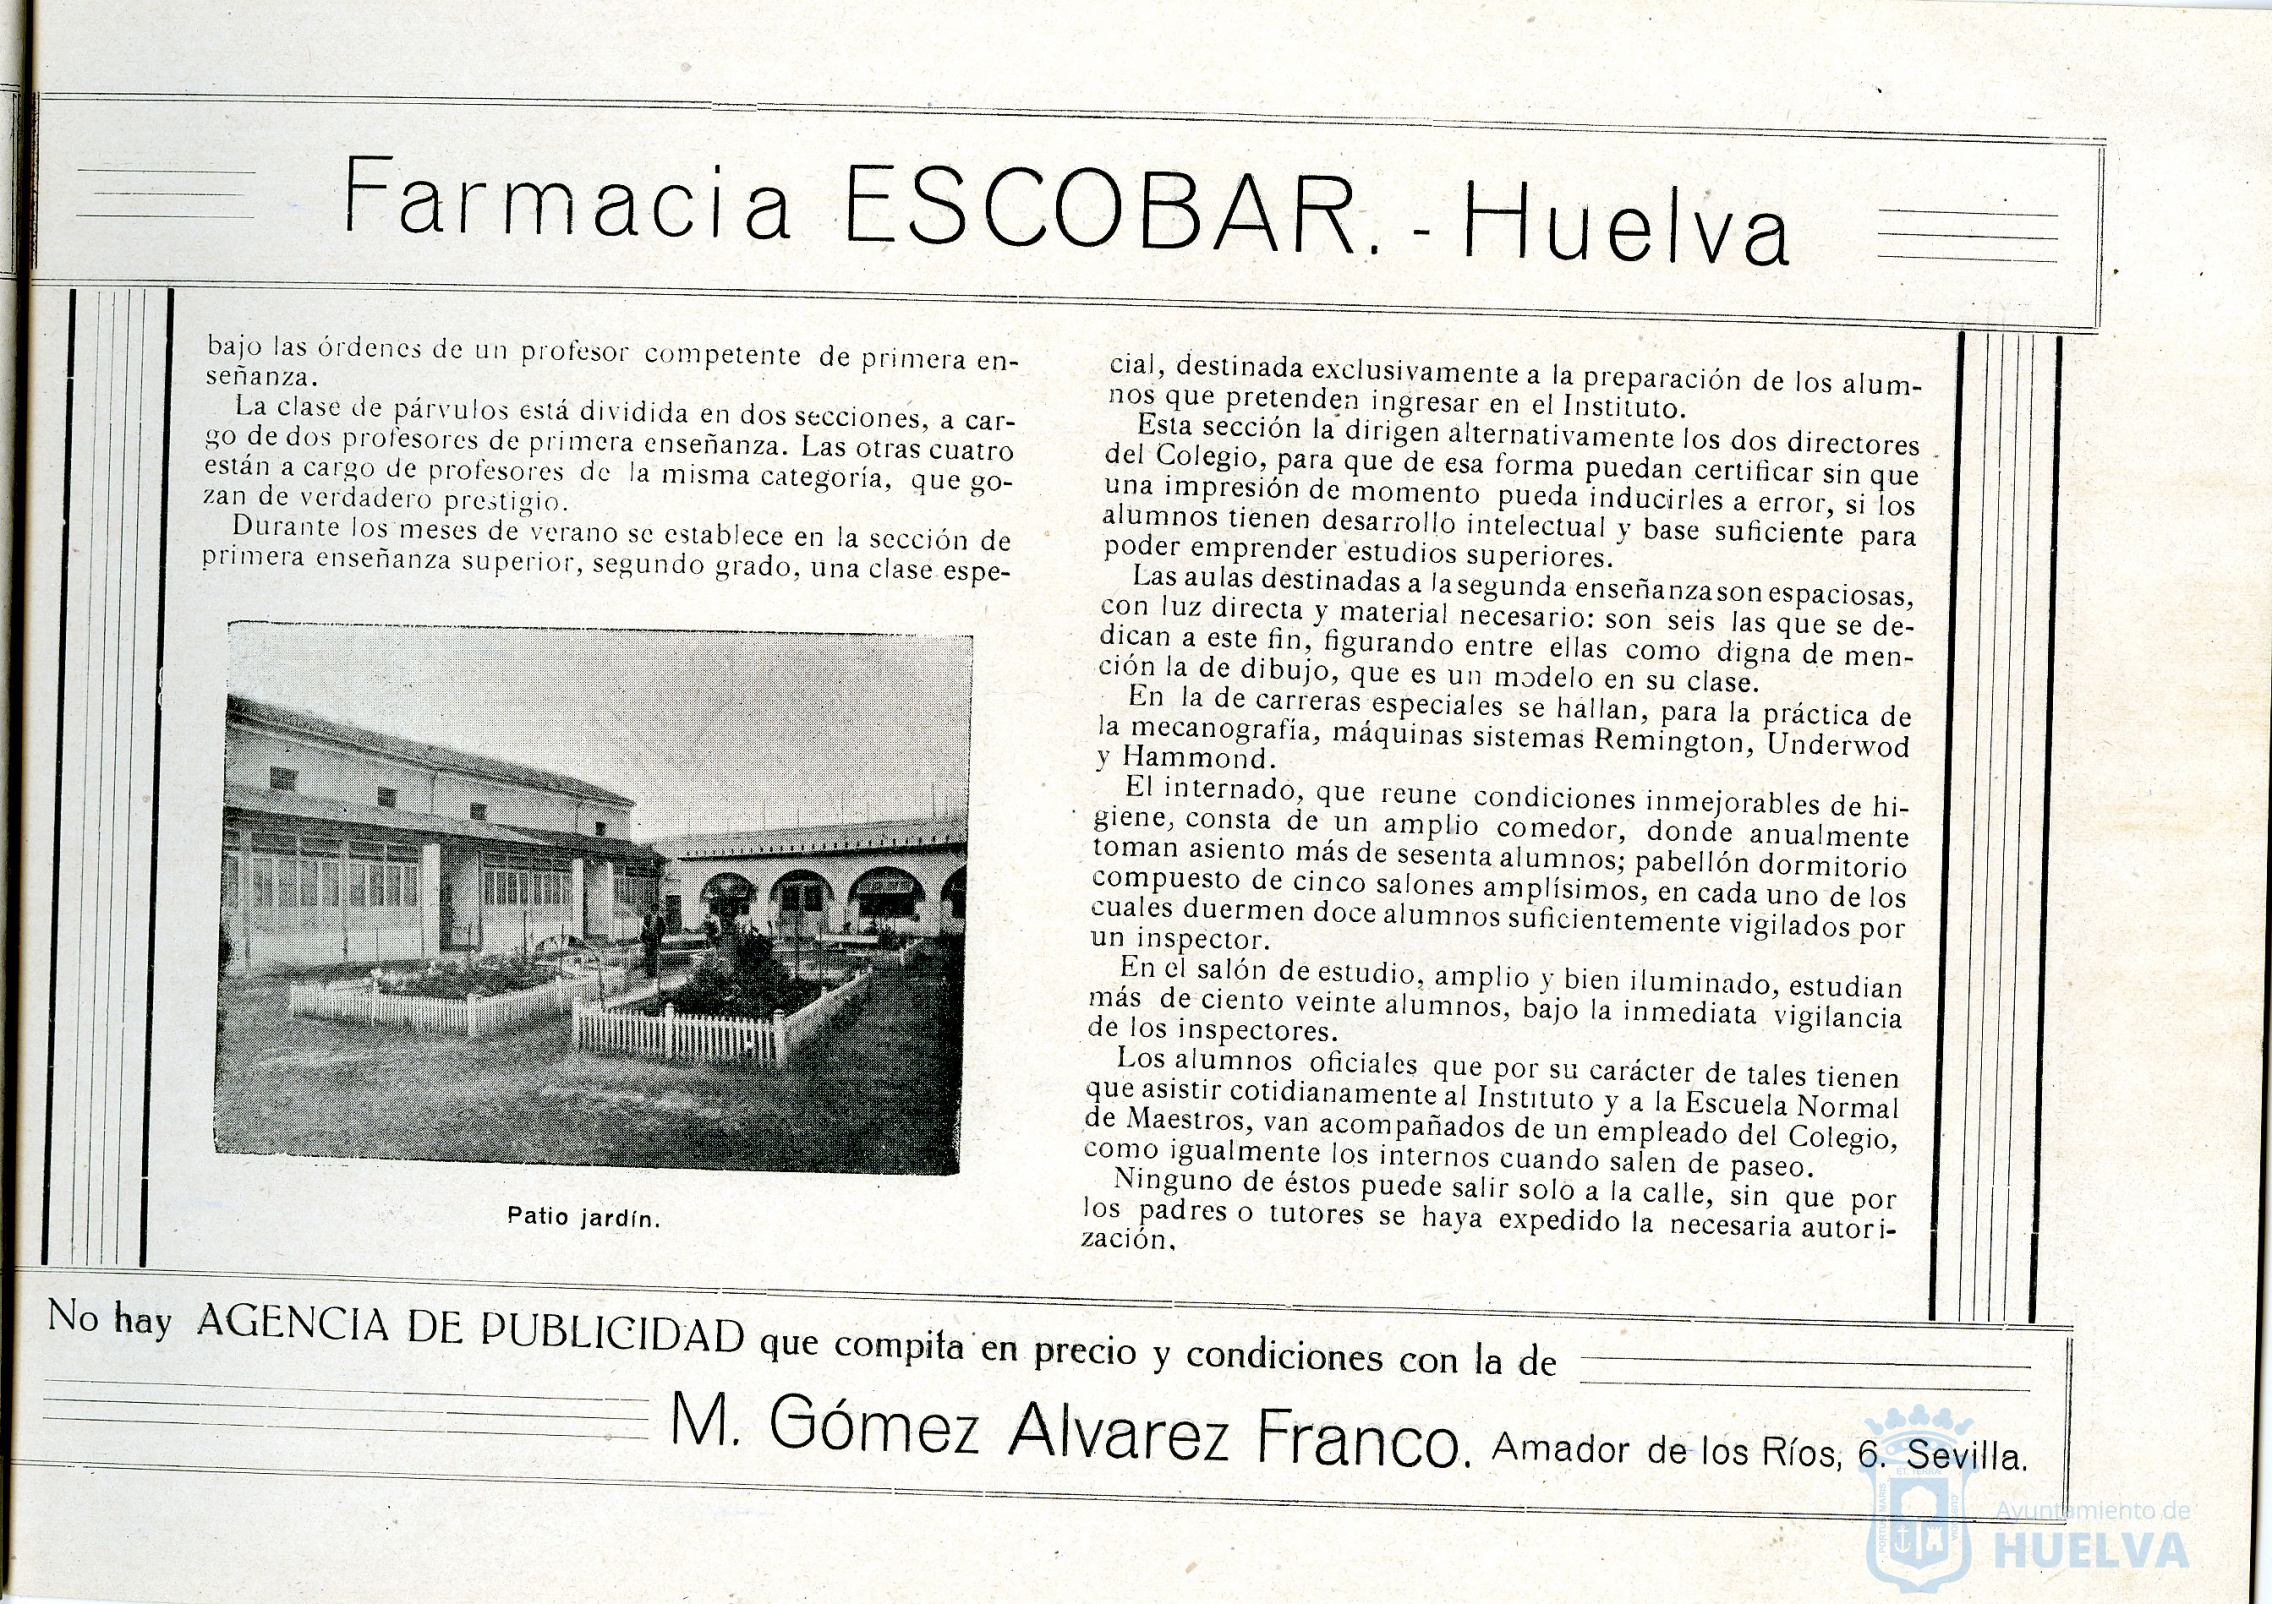 Farmacia ESCOBAR. - Huelva
bajo las órdenes de un profesor competente de primera en-
señanza.
La clase de párvulos está dividida en dos secciones, a car-
go de dos profesores de primera enseñanza. Las otras cuatro
están a cargo de profesores de la misma categoría, que go-
zan de verdadero prestigio.
Durante los meses de verano se establece en la sección de
primera enseñanza superior, segundo grado, una clase espe-
Patio jardín.
cial, destinada exclusivamente a la preparación de los alum-
nos que pretenden ingresar en el Instituto.
Esta sección la dirigen alternativamente los dos directores
del Colegio, para que de esa forma puedan certificar sin que
una impresión de momento pueda inducirles a error, si los
alumnos tienen desarrollo intelectual y base suficiente para
poder emprender estudios superiores.
Las aulas destinadas a la segunda enseñanza son espaciosas,
con luz directa y material necesario: son seis las que se de-
dican a este fin, figurando entre ellas como digna de men-
ción la de dibujo, que es un modelo en su clase.
En la de carreras especiales se hallan, para la práctica de
la mecanografía, máquinas sistemas Remington, Underwod
y Hammond.
El internado, que reune condiciones inmejorables de hi-
giene, consta de un amplio comedor, donde anualmente
toman asiento más de sesenta alumnos; pabellón dormitorio
compuesto de cinco salones amplísimos, en cada uno de los
cuales duermen doce alumnos suficientemente vigilados por
un inspector.
En el salón de estudio, amplio y bien iluminado, estudian
más de ciento veinte alumnos, bajo la inmediata vigilancia
de los inspectores.
Los alumnos oficiales que por su carácter de tales tienen
que asistir cotidianamente al Instituto y a la Escuela Normal
de Maestros, van acompañados de un empleado del Colegio,
como igualmente los internos cuando salen de paseo.
Ninguno de éstos puede salir solo a la calle, sin que por
los padres o tutores se haya expedido la necesaria autori-
zación.
No hay AGENCIA DE PUBLICIDAD que compita en precio y condiciones con la de
M. Gómez Alvarez Franco. Amador de los Ríos, 6. Sevilla.
PORTUS MARIS
ET TERRAE
CUSTODIA
Ayuntamiento de
HUELVA